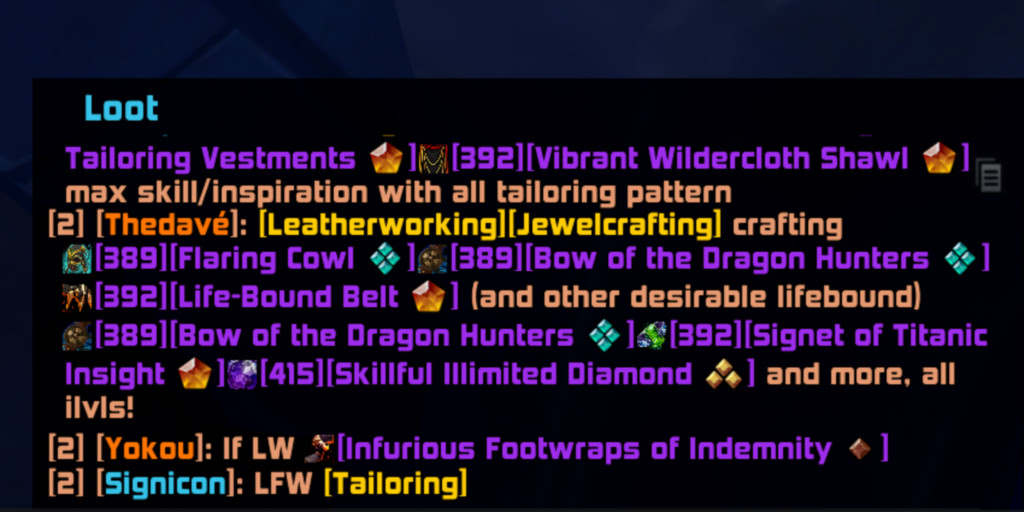 Loot
Tailoring Vestments ][392][Vibrant Wildercloth Shawl ]
max skill/inspiration with all tailoring pattern
[2] [Thedavé]: [Leatherworking][Jewelcrafting] crafting
[389][Flaring Cowl ][389][Bow of the Dragon Hunters ]
[392][Life-Bound Belt ] (and other desirable lifebound)
[389][Bow of the Dragon Hunters ][392][Signet of Titanic
Insight ][415][Skillful Illimited Diamond ] and more, all
ilvls!
[2] [Yokou]: If LW [Infurious Footwraps of Indemnity ]
[2] [Signicon]: LFW [Tailoring]